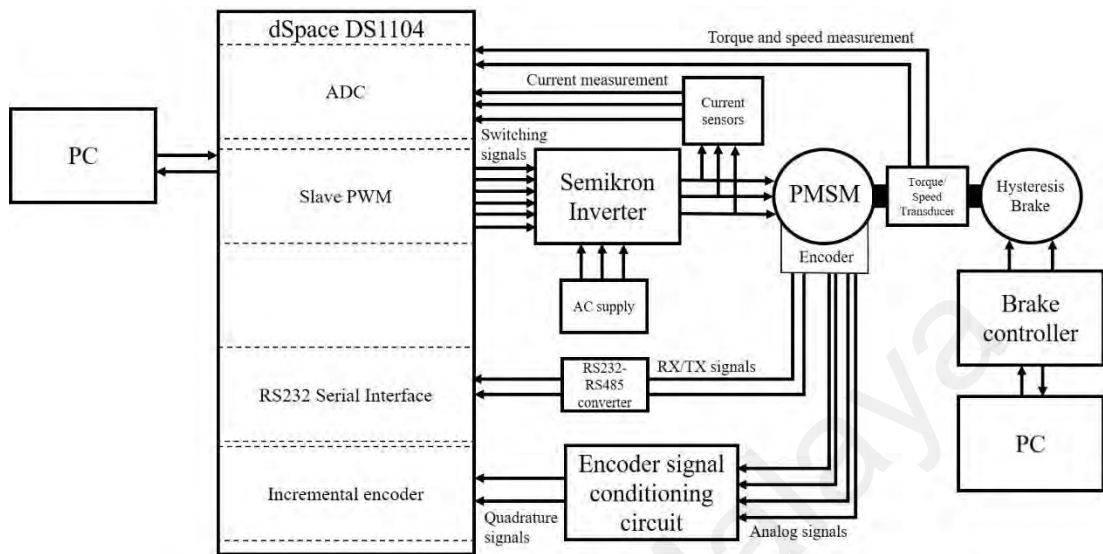 dSpace DS1104
Torque and speed measurement
ADC
Current measurement
Current
sensors
PC
Switching
signals
Slave PWM
Semikron
Inverter
PMSM
Torque/
Speed
Transducer
Hysteresis
Brake
Encoder
AC supply
Brake
controller
RS232 Serial Interface
RS232-
RS485
converter
RX/TX signals
PC
Incremental encoder
Quadrature
signals
Encoder signal
conditioning
circuit
Analog signals
laya